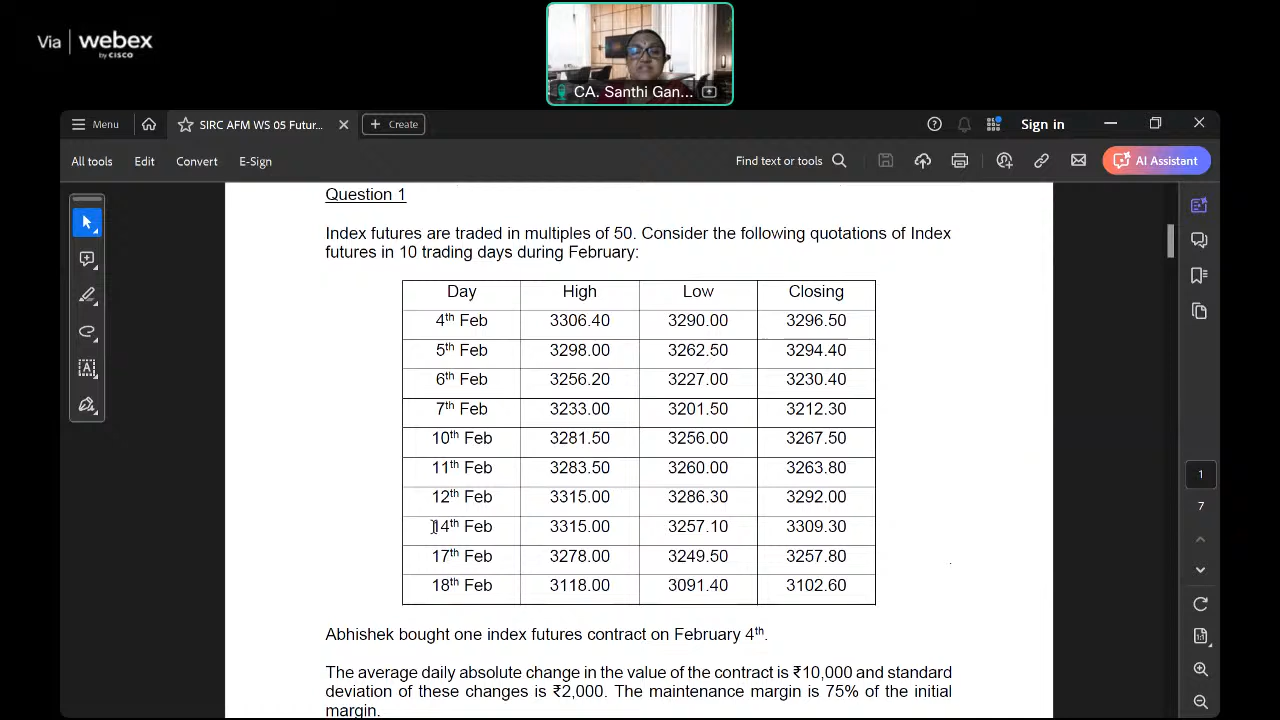 Via | webex
by CISCO
CA. Santhi Gan...
Menu
SIRC AFM WS 05 Futur...
Create
Sign in
All tools
Edit
Convert
E-Sign
Find text or tools
AI Assistant
Question 1
Index futures are traded in multiples of 50. Consider the following quotations of Index
futures in 10 trading days during February:
Day High Low Closing
4th Feb 3306.40 3290.00 3296.50
5th Feb 3298.00 3262.50 3294.40
6th Feb 3256.20 3227.00 3230.40
7th Feb 3233.00 3201.50 3212.30
10th Feb 3281.50 3256.00 3267.50
11th Feb 3283.50 3260.00 3263.80
12th Feb 3315.00 3286.30 3292.00
14th Feb 3315.00 3257.10 3309.30
17th Feb 3278.00 3249.50 3257.80
18th Feb 3118.00 3091.40 3102.60
Abhishek bought one index futures contract on February 4th.
The average daily absolute change in the value of the contract is ₹10,000 and standard
deviation of these changes is ₹2,000. The maintenance margin is 75% of the initial
margin.
1
7